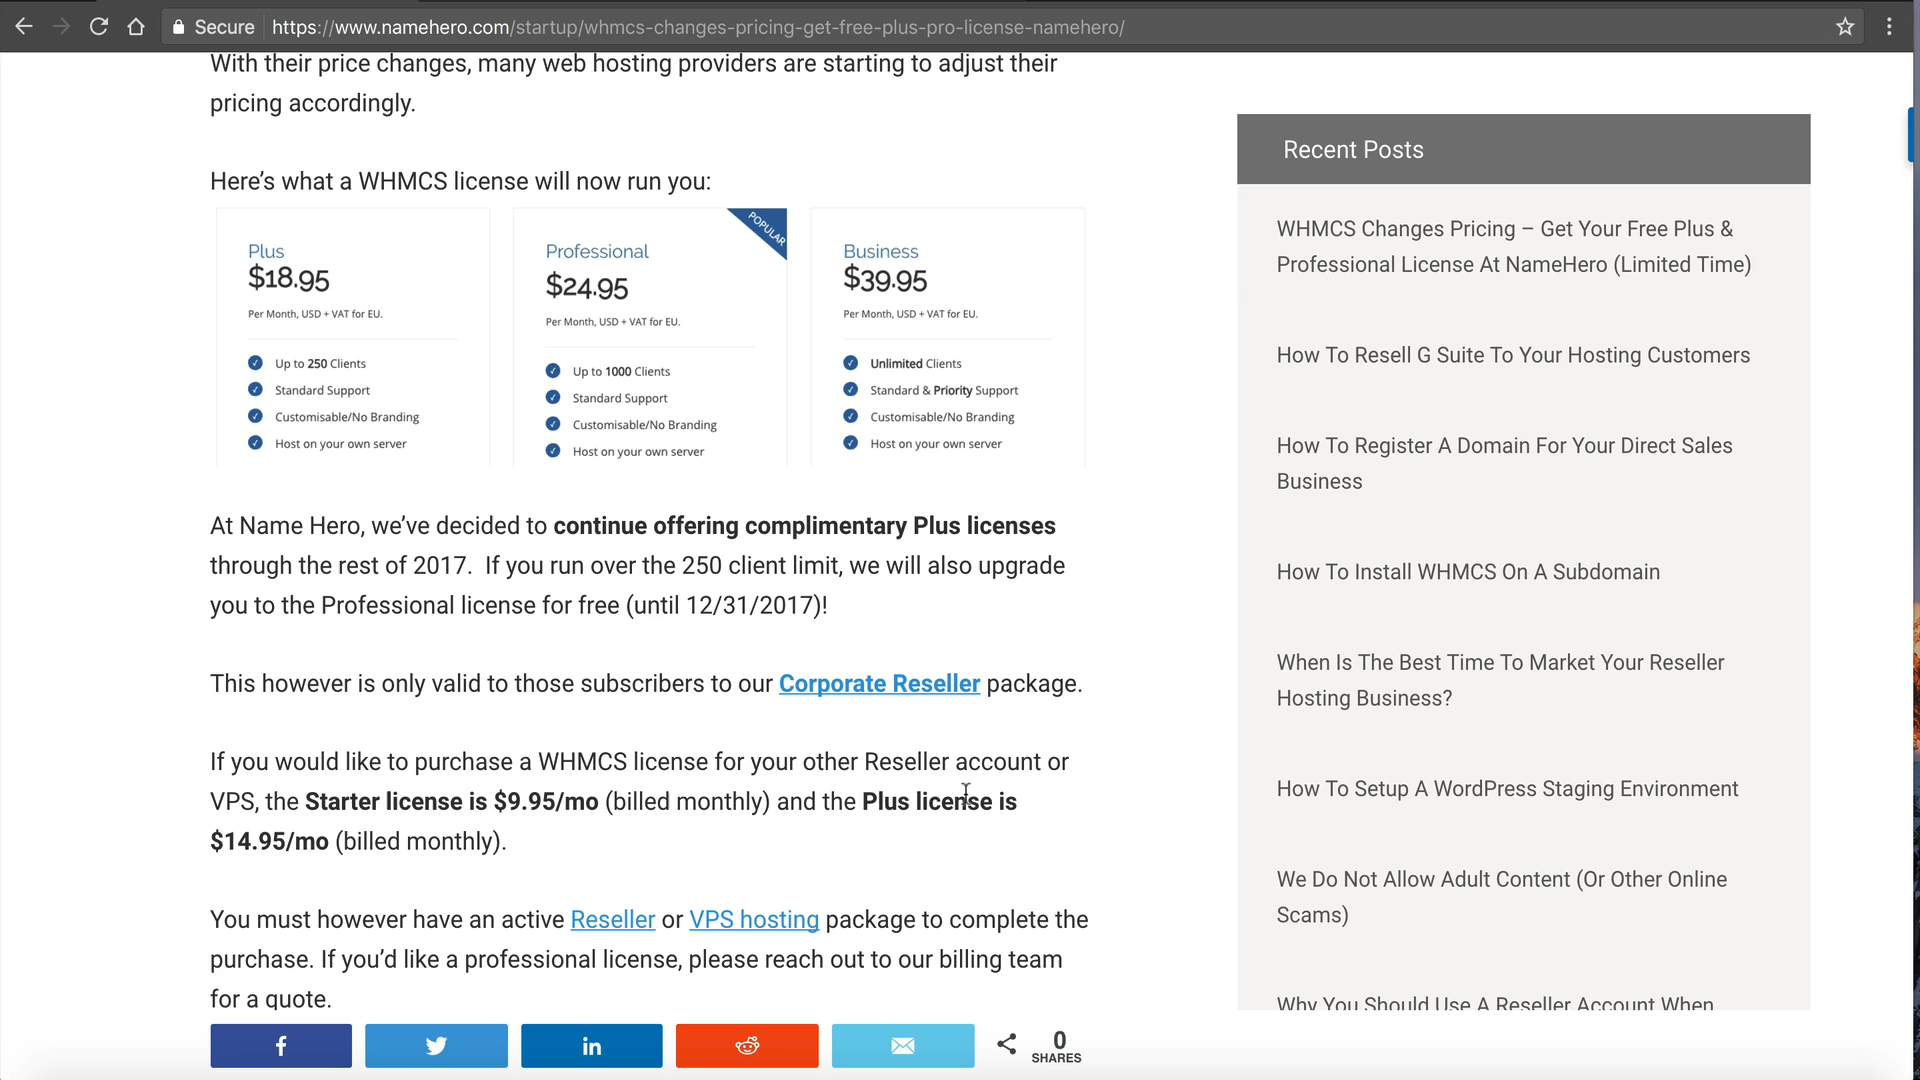 Secure https://www.namehero.com/startup/whmcs-changes-pricing-get-free-plus-pro-license-namehero/
With their price changes, many web hosting providers are starting to adjust their
pricing accordingly.
Here’s what a WHMCS license will now run you:
Plus
$18.95
Per Month, USD + VAT for EU.
Up to 250 Clients
Standard Support
Customisable/No Branding
Host on your own server
POPULAR
Professional
$24.95
Per Month, USD + VAT for EU.
Up to 1000 Clients
Standard Support
Customisable/No Branding
Host on your own server
Business
$39.95
Per Month, USD + VAT for EU.
Unlimited Clients
Standard & Priority Support
Customisable/No Branding
Host on your own server
At Name Hero, we’ve decided to continue offering complimentary Plus licenses
through the rest of 2017.  If you run over the 250 client limit, we will also upgrade
you to the Professional license for free (until 12/31/2017)!
This however is only valid to those subscribers to our Corporate Reseller package.
If you would like to purchase a WHMCS license for your other Reseller account or
VPS, the Starter license is $9.95/mo (billed monthly) and the Plus license is
$14.95/mo (billed monthly).
You must however have an active Reseller or VPS hosting package to complete the
purchase. If you’d like a professional license, please reach out to our billing team
for a quote.
f
in
0
SHARES
Recent Posts
WHMCS Changes Pricing – Get Your Free Plus &
Professional License At NameHero (Limited Time)
How To Resell G Suite To Your Hosting Customers
How To Register A Domain For Your Direct Sales
Business
How To Install WHMCS On A Subdomain
When Is The Best Time To Market Your Reseller
Hosting Business?
How To Setup A WordPress Staging Environment
We Do Not Allow Adult Content (Or Other Online
Scams)
Why You Should Use A Reseller Account When